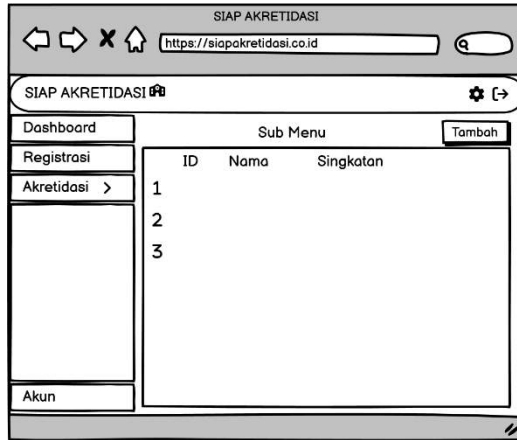 SIAP AKRETIDASI
https://siapakretidasi.co.id
SIAP AKRETIDASI
Dashboard
Sub Menu
Tambah
Registrasi
ID Nama Singkatan
Akretidasi >
1
2
3
Akun